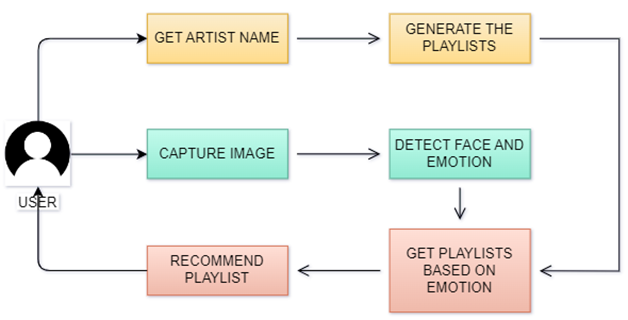 GET ARTIST NAME
GENERATE THE
PLAYLISTS
CAPTURE IMAGE
DETECT FACE AND
EMOTION
USER
RECOMMEND
PLAYLIST
GET PLAYLISTS
BASED ON
EMOTION